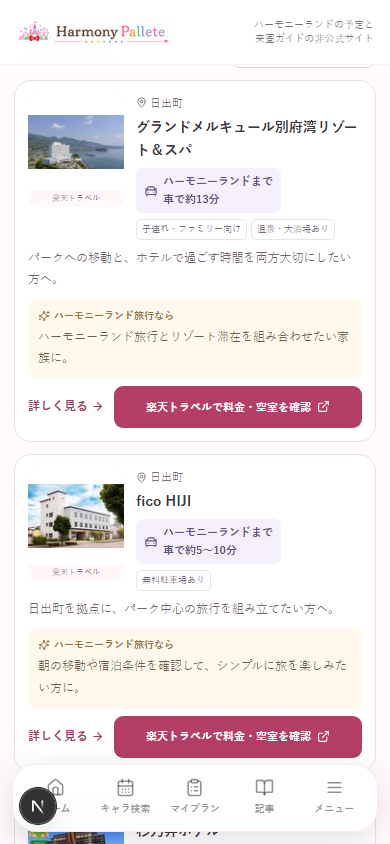 Harmony Pallete
ハーモニーランドの予定と
来園ガイドの非公式サイト
日出町
グランドメルキュール別府湾リゾー
ト＆スパ
ハーモニーランドまで
車で約13分
楽天トラベル
子連れ・ファミリー向け
温泉・大浴場あり
パークへの移動と、ホテルで過ごす時間を両方大切にしたい
方へ。
ハーモニーランド旅行なら
ハーモニーランド旅行とリゾート滞在を組み合わせたい家
族に。
詳しく見る →
楽天トラベルで料金・空室を確認
日出町
fico HIJI
ハーモニーランドまで
車で約5〜10分
楽天トラベル
無料駐車場あり
日出町を拠点に、パーク中心の旅行を組み立てたい方へ。
ハーモニーランド旅行なら
朝の移動や宿泊条件を確認して、シンプルに旅を楽しみた
い方に。
詳しく見る →
楽天トラベルで料金・空室を確認
N
ーム
キャラ検索
マイプラン
記事
メニュー